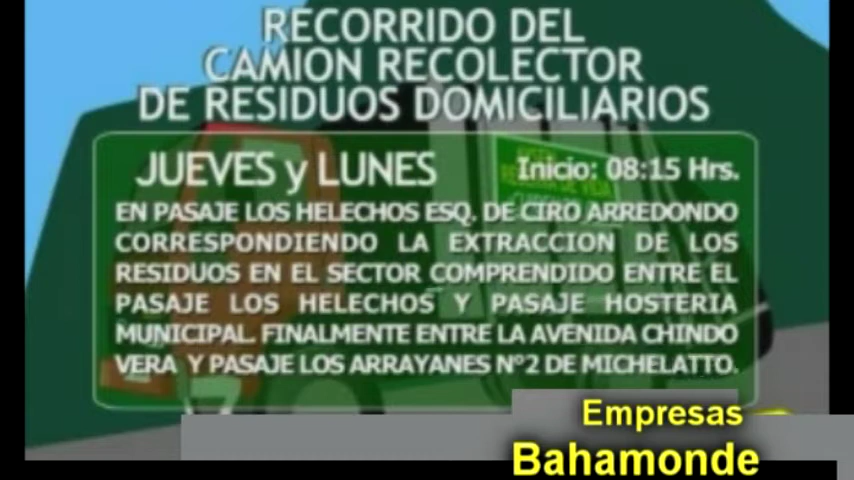 RECORRIDO DEL
CAMION RECOLECTOR
DE RESIDUOS DOMICILIARIOS
JUEVES y LUNES
Inicio: 08:15 Hrs.
EN PASAJE LOS HELECHOS ESQ. DE CIRO ARREDONDO
CORRESPONDIENDO LA EXTRACCION DE LOS
RESIDUOS EN EL SECTOR COMPRENDIDO ENTRE EL
PASAJE LOS HELECHOS Y PASAJE HOSTERIA
MUNICIPAL. FINALMENTE ENTRE LA AVENIDA CHINDO
VERA Y PASAJE LOS ARRAYANES N°2 DE MICHELATTO.
Empresas
Bahamonde